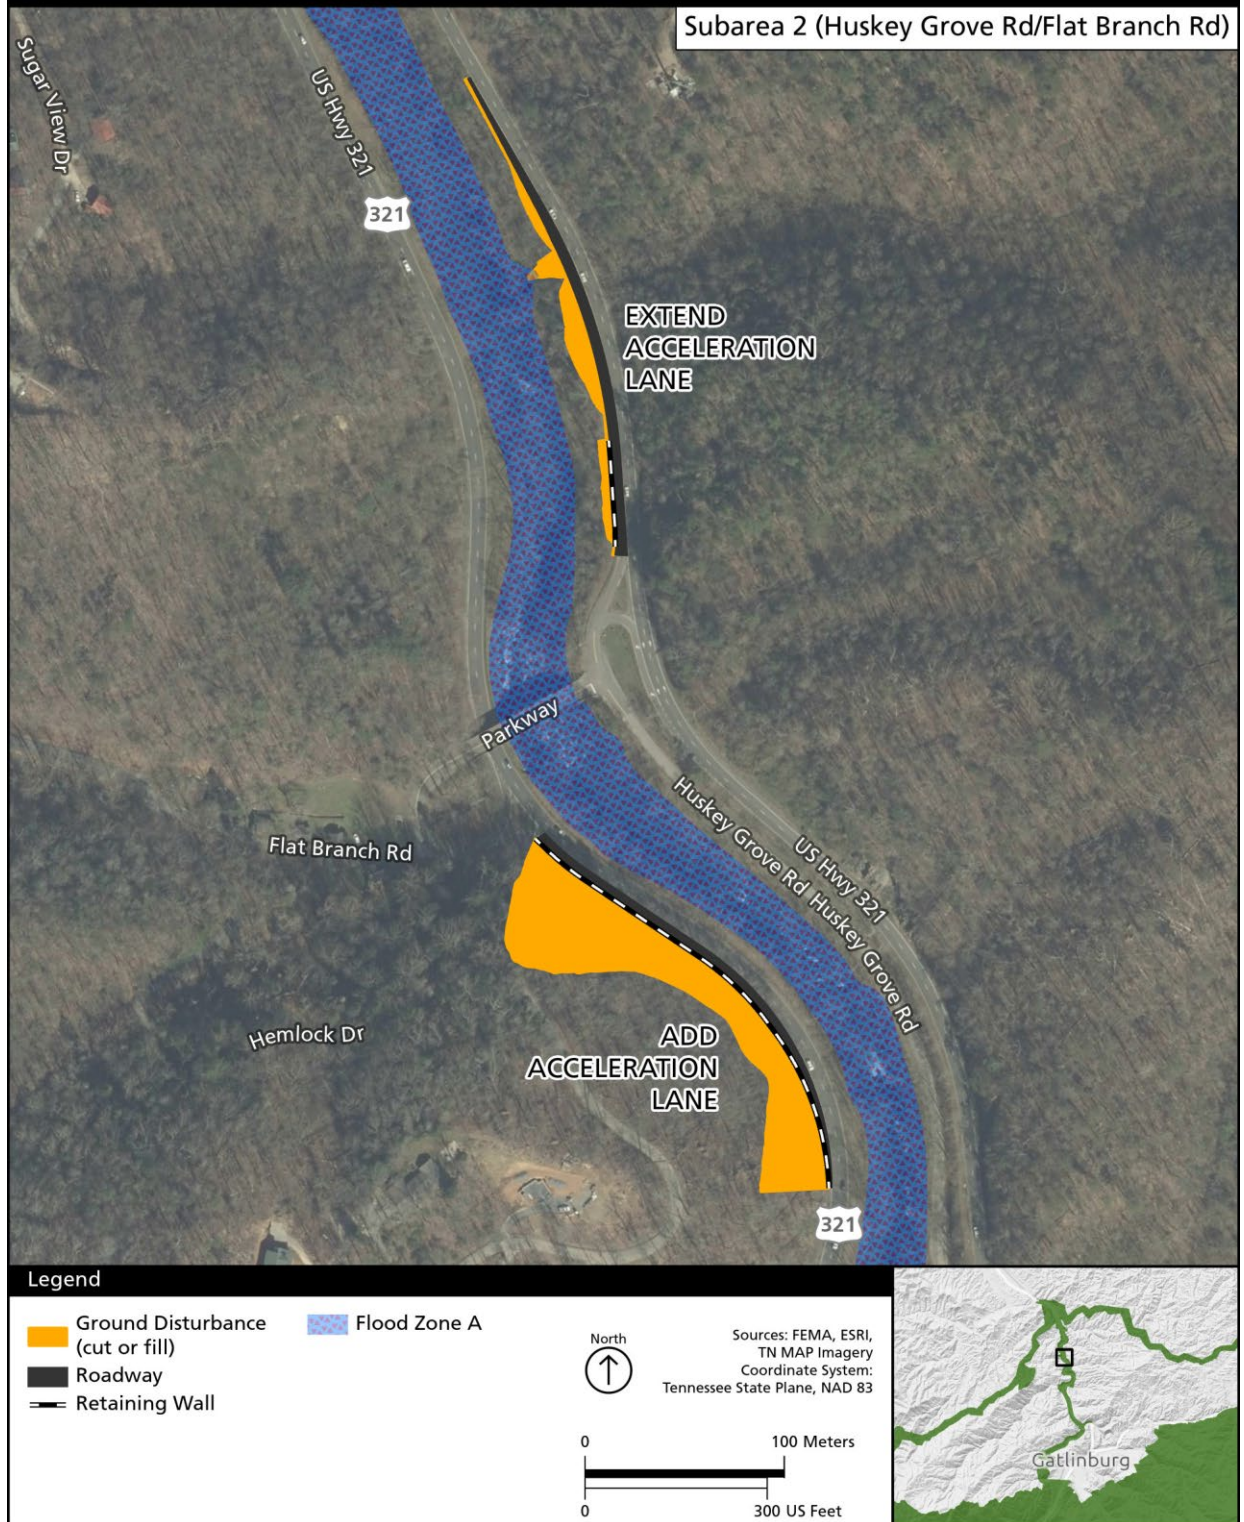 Subarea 2 (Huskey Grove Rd/Flat Branch Rd)
Sugar View Dr
US Hwy 321
321
EXTEND
ACCELERATION
LANE
Parkway
Huskey Grove Rd
US Hwy 321
Huskey Grove Rd
Flat Branch Rd
Hemlock Dr
ADD
ACCELERATION
LANE
321
Legend
Ground Disturbance
(cut or fill)
Roadway
Retaining Wall
Flood Zone A
North
Sources: FEMA, ESRI,
TN MAP Imagery
Coordinate System:
Tennessee State Plane, NAD 83
0 100 Meters
0 300 US Feet
Gatlinburg